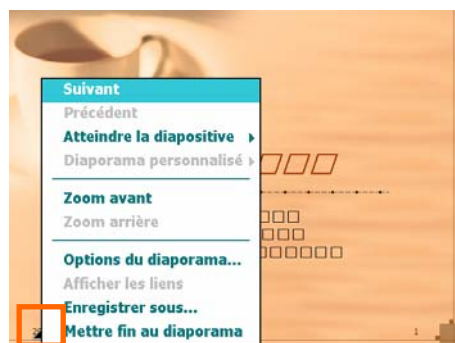 Suivant
Précédent
Atteindre la diapositive
Diaporama personnalisé
Zoom avant
Zoom arrière
Options du diaporama...
Afficher les liens
Enregistrer sous...
Mettre fin au diaporama
1